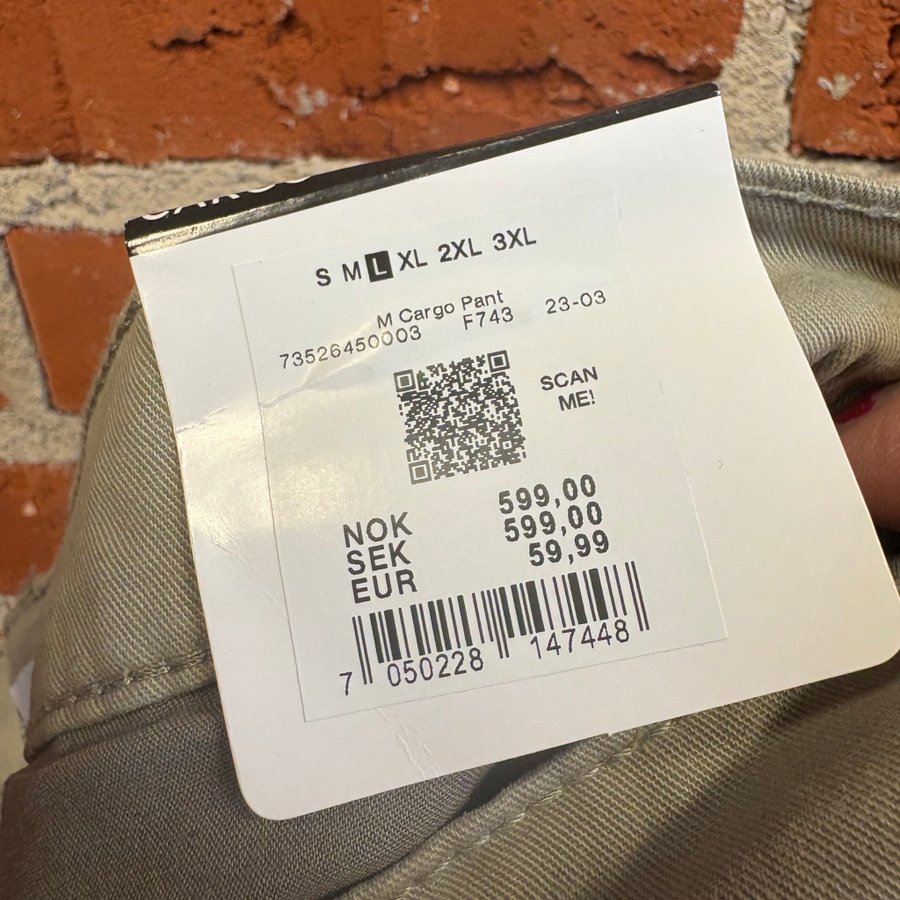 S M L XL 2XL 3XL
M Cargo Pant
73526450003 F743 23-03
SCAN
ME!
NOK 599,00
SEK 599,00
EUR 59,99
7 050228 147448